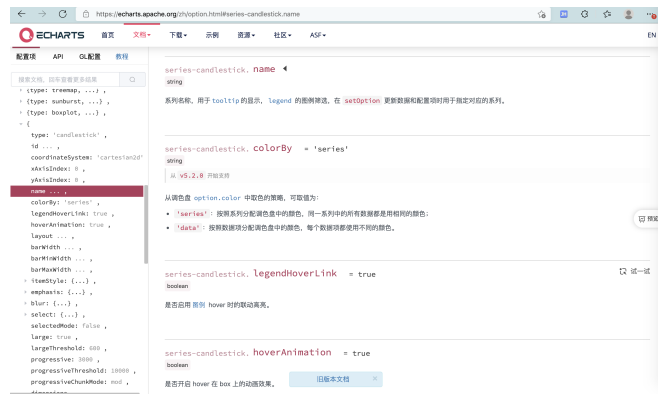 https://echarts.apache.org/zh/option.html#series-candlestick.name
ECHARTS 首页 文档 下载 示例 资源 社区 ASF EN
配置项 API GL配置 教程
搜索文档，回车查看更多结果
{type: treemap, ...} ,
{type: sunburst, ...} ,
{type: boxplot, ...} ,
{
type: 'candlestick' ,
id ... ,
coordinateSystem: 'cartesian2d'
xAxisIndex: 0 ,
yAxisIndex: 0 ,
name ... ,
colorBy: 'series' ,
legendHoverLink: true ,
hoverAnimation: true ,
layout ... ,
barWidth ... ,
barMinWidth ... ,
barMaxWidth ... ,
itemStyle: {...} ,
emphasis: {...} ,
blur: {...} ,
select: {...} ,
selectedMode: false ,
large: true ,
largeThreshold: 600 ,
progressive: 3000 ,
progressiveThreshold: 10000 ,
progressiveChunkMode: mod ,
dimensions
series-candlestick. name
string
系列名称，用于 tooltip 的显示，legend 的图例筛选，在 setOption 更新数据和配置项时用于指定对应的系列。
series-candlestick. colorBy = 'series'
string
从 v5.2.0 开始支持
从调色盘 option.color 中取色的策略，可取值为：
'series'：按照系列分配调色盘中的颜色，同一系列中的所有数据都是用相同的颜色；
'data'：按照数据项分配调色盘中的颜色，每个数据项都使用不同的颜色。
预览
series-candlestick. legendHoverLink = true
试一试
boolean
是否启用 图例 hover 时的联动高亮。
series-candlestick. hoverAnimation = true
boolean
是否开启 hover 在 box 上的动画效果。
旧版本文档 ×